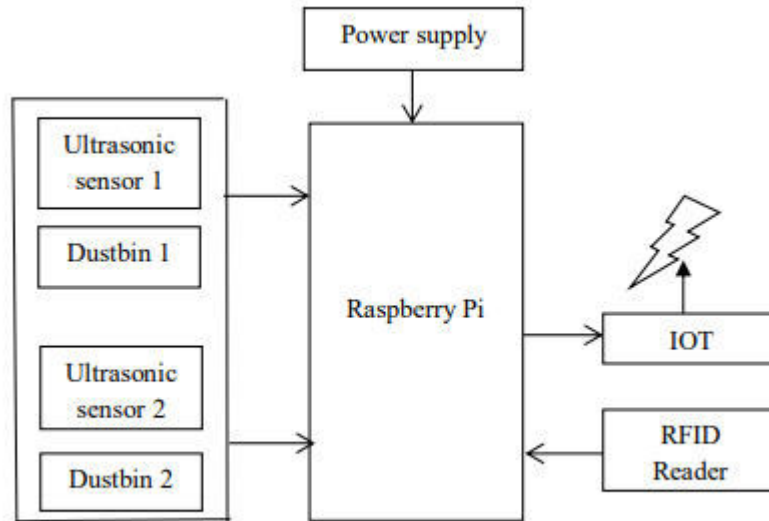 Power supply
Ultrasonic
sensor 1
Dustbin 1
Ultrasonic
sensor 2
Dustbin 2
Raspberry Pi
IOT
RFID
Reader